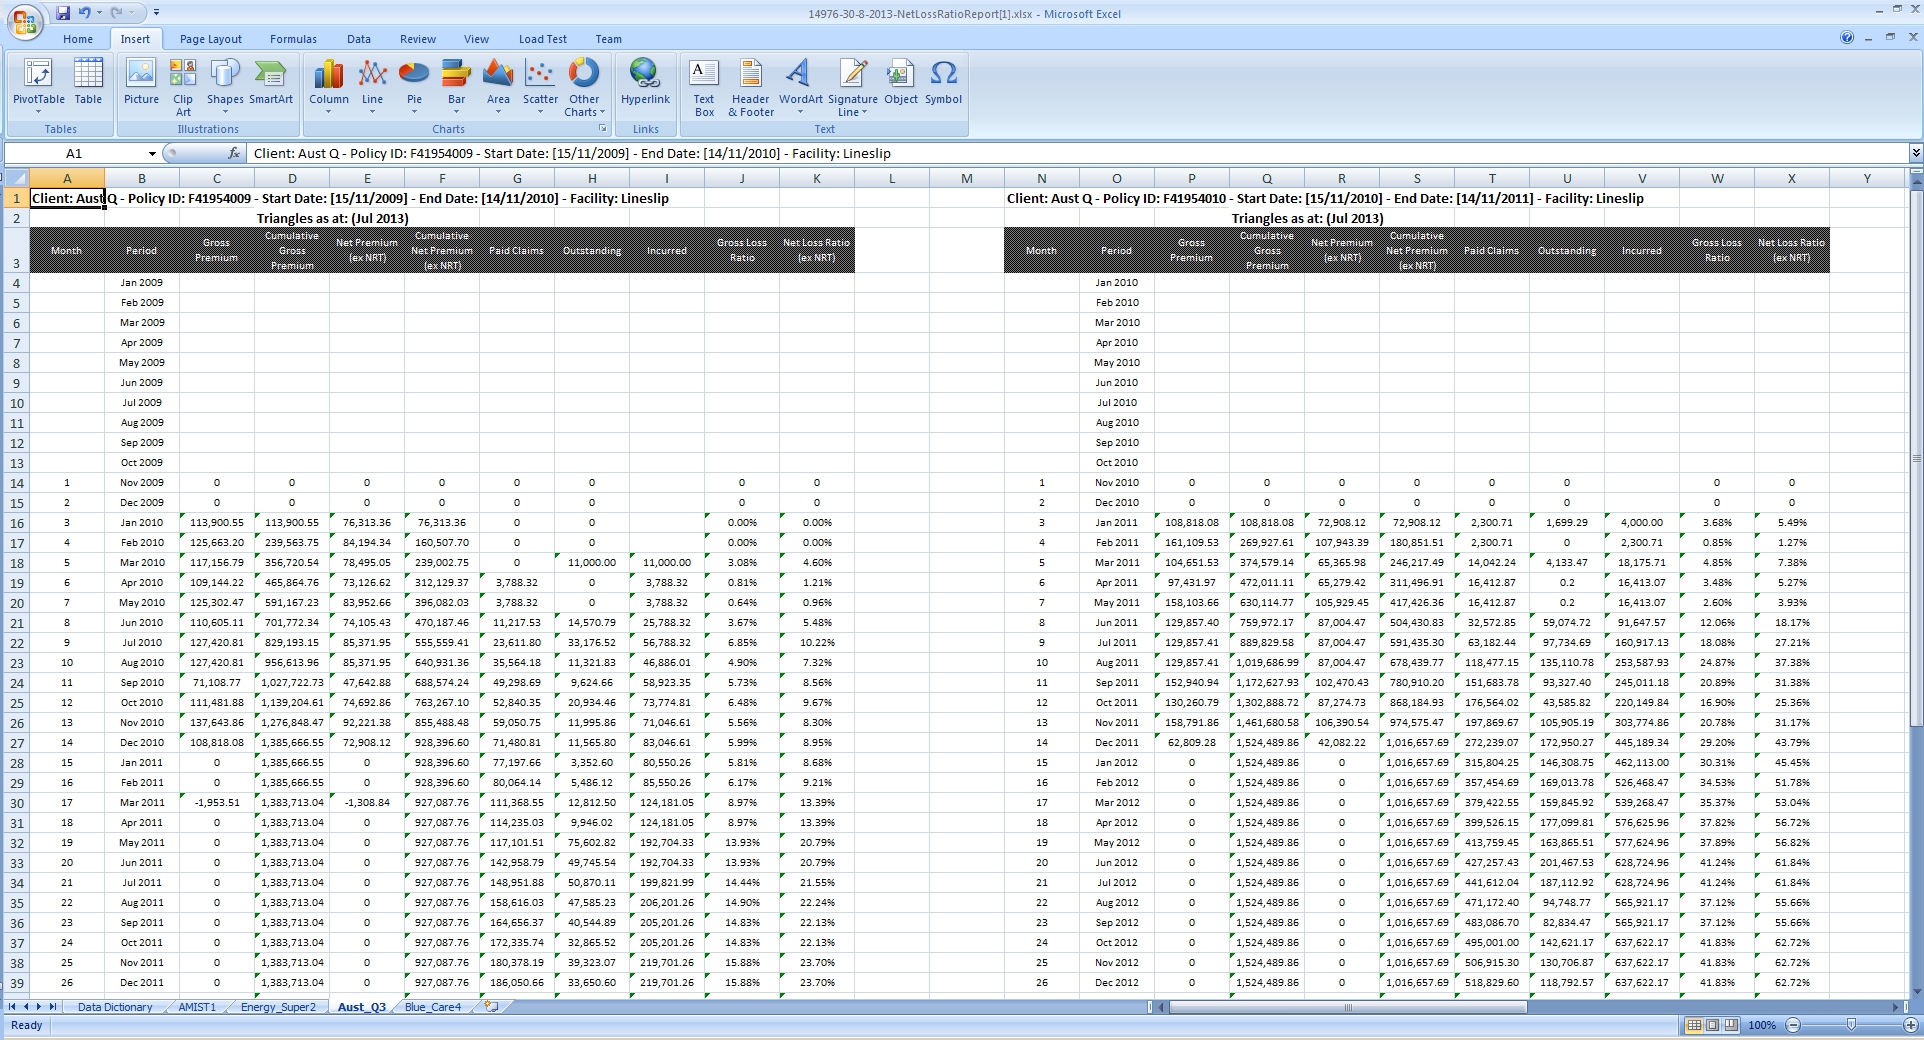 14976-30-8-2013-NetLossRatioReport[1].xlsx - Microsoft Excel
Home Insert Page Layout Formulas Data Review View Load Test Team
PivotTable Table Picture Clip Art Shapes SmartArt Column Line Pie Bar Area Scatter Other Charts Hyperlink Text Box Header & Footer WordArt Signature Line Object Symbol
Tables Illustrations Charts Links Text
A1 fx Client: Aust Q - Policy ID: F41954009 - Start Date: [15/11/2009] - End Date: [14/11/2010] - Facility: Lineslip
A B C D E F G H I J K L M N O P Q R S T U V W X Y
1 Client: Aust Q - Policy ID: F41954009 - Start Date: [15/11/2009] - End Date: [14/11/2010] - Facility: Lineslip Client: Aust Q - Policy ID: F41954010 - Start Date: [15/11/2010] - End Date: [14/11/2011] - Facility: Lineslip
2 Triangles as at: (Jul 2013) Triangles as at: (Jul 2013)
3 Month Period Gross Premium Cumulative Gross Premium Net Premium (ex NRT) Cumulative Net Premium (ex NRT) Paid Claims Outstanding Incurred Gross Loss Ratio Net Loss Ratio (ex NRT) Month Period Gross Premium Cumulative Gross Premium Net Premium (ex NRT) Cumulative Net Premium (ex NRT) Paid Claims Outstanding Incurred Gross Loss Ratio Net Loss Ratio (ex NRT)
4 Jan 2009 Jan 2010
5 Feb 2009 Feb 2010
6 Mar 2009 Mar 2010
7 Apr 2009 Apr 2010
8 May 2009 May 2010
9 Jun 2009 Jun 2010
10 Jul 2009 Jul 2010
11 Aug 2009 Aug 2010
12 Sep 2009 Sep 2010
13 Oct 2009 Oct 2010
14 1 Nov 2009 0 0 0 0 0 0 0 0 1 Nov 2010 0 0 0 0 0 0 0 0
15 2 Dec 2009 0 0 0 0 0 0 0 0 2 Dec 2010 0 0 0 0 0 0 0 0
16 3 Jan 2010 113,900.55 113,900.55 76,313.36 76,313.36 0 0 0.00% 0.00% 3 Jan 2011 108,818.08 108,818.08 72,908.12 72,908.12 2,300.71 1,699.29 4,000.00 3.68% 5.49%
17 4 Feb 2010 125,663.20 239,563.75 84,194.34 160,507.70 0 0 0.00% 0.00% 4 Feb 2011 161,109.53 269,927.61 107,943.39 180,851.51 2,300.71 0 2,300.71 0.85% 1.27%
18 5 Mar 2010 117,156.79 356,720.54 78,495.05 239,002.75 0 11,000.00 11,000.00 3.08% 4.60% 5 Mar 2011 104,651.53 374,579.14 65,365.98 246,217.49 14,042.24 4,133.47 18,175.71 4.85% 7.38%
19 6 Apr 2010 109,144.22 465,864.76 73,126.62 312,129.37 3,788.32 0 3,788.32 0.81% 1.21% 6 Apr 2011 97,431.97 472,011.11 65,279.42 311,496.91 16,412.87 0.2 16,413.07 3.48% 5.27%
20 7 May 2010 125,302.47 591,167.23 83,952.66 396,082.03 3,788.32 0 3,788.32 0.64% 0.96% 7 May 2011 158,103.66 630,114.77 105,929.45 417,426.36 16,412.87 0.2 16,413.07 2.60% 3.93%
21 8 Jun 2010 110,605.11 701,772.34 74,105.43 470,187.46 11,217.53 14,570.79 25,788.32 3.67% 5.48% 8 Jun 2011 129,857.40 759,972.17 87,004.47 504,430.83 32,572.85 59,074.72 91,647.57 12.06% 18.17%
22 9 Jul 2010 127,420.81 829,193.15 85,371.95 555,559.41 23,611.80 33,176.52 56,788.32 6.85% 10.22% 9 Jul 2011 129,857.41 889,829.58 87,004.47 591,435.30 63,182.44 97,734.69 160,917.13 18.08% 27.21%
23 10 Aug 2010 127,420.81 956,613.96 85,371.95 640,931.36 35,564.18 11,321.83 46,886.01 4.90% 7.32% 10 Aug 2011 129,857.41 1,019,686.99 87,004.47 678,439.77 118,477.15 135,110.78 253,587.93 24.87% 37.38%
24 11 Sep 2010 71,108.77 1,027,722.73 47,642.88 688,574.24 49,298.69 9,624.66 58,923.35 5.73% 8.56% 11 Sep 2011 152,940.94 1,172,627.93 102,470.43 780,910.20 151,683.78 93,327.40 245,011.18 20.89% 31.38%
25 12 Oct 2010 111,481.88 1,139,204.61 74,692.86 763,267.10 52,840.35 20,934.46 73,774.81 6.48% 9.67% 12 Oct 2011 130,260.79 1,302,888.72 87,274.73 868,184.93 176,564.02 43,585.82 220,149.84 16.90% 25.36%
26 13 Nov 2010 137,643.86 1,276,848.47 92,221.38 855,488.48 59,050.75 11,995.86 71,046.61 5.56% 8.30% 13 Nov 2011 158,791.86 1,461,680.58 106,390.54 974,575.47 197,869.67 105,905.19 303,774.86 20.78% 31.17%
27 14 Dec 2010 108,818.08 1,385,666.55 72,908.12 928,396.60 71,480.81 11,565.80 83,046.61 5.99% 8.95% 14 Dec 2011 62,809.28 1,524,489.86 42,082.22 1,016,657.69 272,239.07 172,950.27 445,189.34 29.20% 43.79%
28 15 Jan 2011 0 1,385,666.55 0 928,396.60 77,197.66 3,352.60 80,550.26 5.81% 8.68% 15 Jan 2012 0 1,524,489.86 0 1,016,657.69 315,804.25 146,308.75 462,113.00 30.31% 45.45%
29 16 Feb 2011 0 1,385,666.55 0 928,396.60 80,064.14 5,486.12 85,550.26 6.17% 9.21% 16 Feb 2012 0 1,524,489.86 0 1,016,657.69 357,454.69 169,013.78 526,468.47 34.53% 51.78%
30 17 Mar 2011 -1,953.51 1,383,713.04 -1,308.84 927,087.76 111,368.55 12,812.50 124,181.05 8.97% 13.39% 17 Mar 2012 0 1,524,489.86 0 1,016,657.69 379,422.55 159,845.92 539,268.47 35.37% 53.04%
31 18 Apr 2011 0 1,383,713.04 0 927,087.76 114,235.03 9,946.02 124,181.05 8.97% 13.39% 18 Apr 2012 0 1,524,489.86 0 1,016,657.69 399,526.15 177,099.81 576,625.96 37.82% 56.72%
32 19 May 2011 0 1,383,713.04 0 927,087.76 117,101.51 75,602.82 192,704.33 13.93% 20.79% 19 May 2012 0 1,524,489.86 0 1,016,657.69 413,759.45 163,865.51 577,624.96 37.89% 56.82%
33 20 Jun 2011 0 1,383,713.04 0 927,087.76 142,958.79 49,745.54 192,704.33 13.93% 20.79% 20 Jun 2012 0 1,524,489.86 0 1,016,657.69 427,257.43 201,467.53 628,724.96 41.24% 61.84%
34 21 Jul 2011 0 1,383,713.04 0 927,087.76 148,951.88 50,870.11 199,821.99 14.44% 21.55% 21 Jul 2012 0 1,524,489.86 0 1,016,657.69 441,612.04 187,112.92 628,724.96 41.24% 61.84%
35 22 Aug 2011 0 1,383,713.04 0 927,087.76 158,616.03 47,585.23 206,201.26 14.90% 22.24% 22 Aug 2012 0 1,524,489.86 0 1,016,657.69 471,172.40 94,748.77 565,921.17 37.12% 55.66%
36 23 Sep 2011 0 1,383,713.04 0 927,087.76 164,656.37 40,544.89 205,201.26 14.83% 22.13% 23 Sep 2012 0 1,524,489.86 0 1,016,657.69 483,086.70 82,834.47 565,921.17 37.12% 55.66%
37 24 Oct 2011 0 1,383,713.04 0 927,087.76 172,335.74 32,865.52 205,201.26 14.83% 22.13% 24 Oct 2012 0 1,524,489.86 0 1,016,657.69 495,001.00 142,621.17 637,622.17 41.83% 62.72%
38 25 Nov 2011 0 1,383,713.04 0 927,087.76 180,378.19 39,323.07 219,701.26 15.88% 23.70% 25 Nov 2012 0 1,524,489.86 0 1,016,657.69 506,915.30 130,706.87 637,622.17 41.83% 62.72%
39 26 Dec 2011 0 1,383,713.04 0 927,087.76 186,050.66 33,650.60 219,701.26 15.88% 23.70% 26 Dec 2012 0 1,524,489.86 0 1,016,657.69 518,829.60 118,792.57 637,622.17 41.83% 62.72%
Data Dictionary AMIST1 Energy_Super2 Aust_Q3 Blue_Care4
Ready 100%